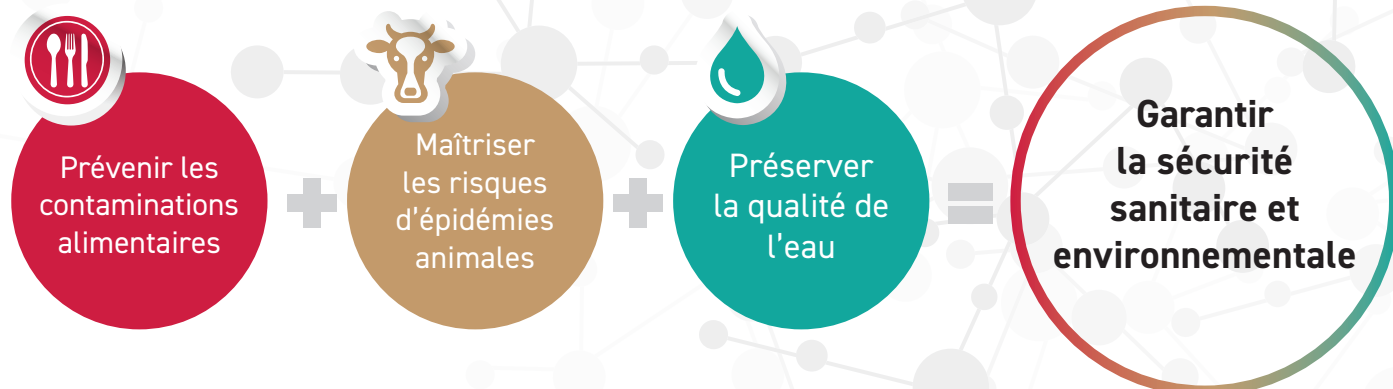 Prévenir les
contaminations
alimentaires
+
Maîtriser
les risques
d'épidémies
animales
+
Préserver
la qualité de
l'eau
=
Garantir
la sécurité
sanitaire et
environnementale